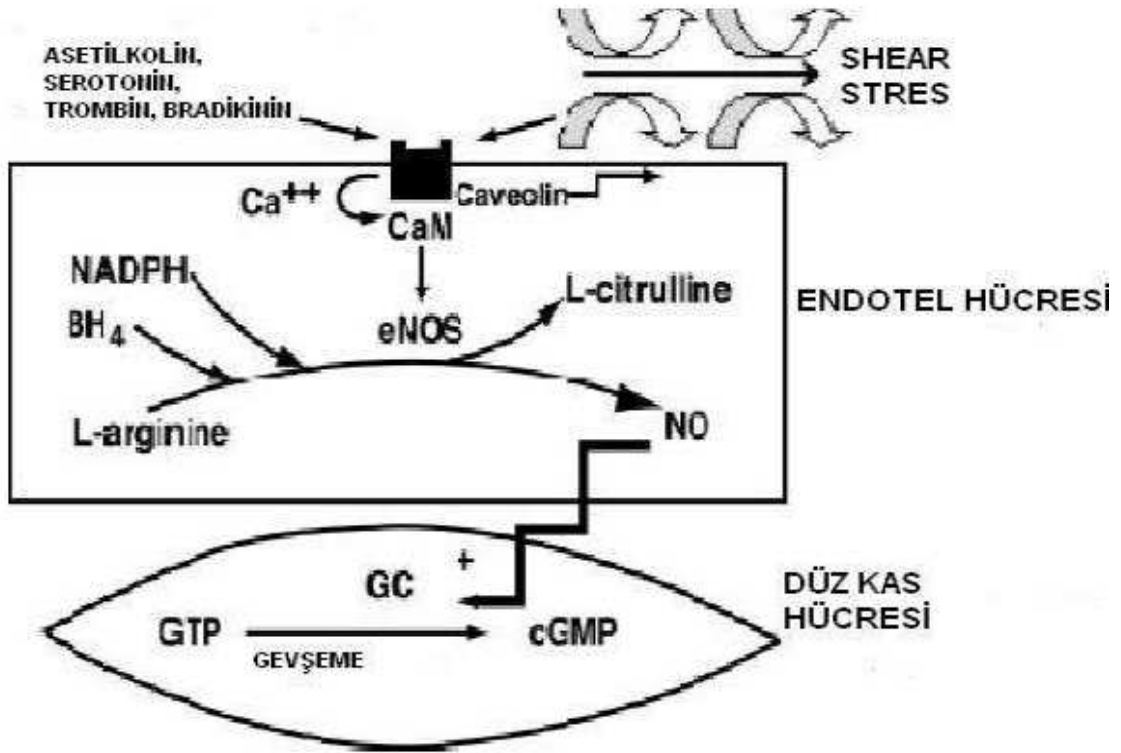 ASETİLKOLİN,
SEROTONİN,
TROMBİN, BRADİKİNİN
SHEAR
STRES
Ca++
Caveolin
CaM
NADPH
BH4
eNOS
L-citrulline
L-arginine
NO
ENDOTEL HÜCRESİ
GC
+
GTP
cGMP
GEVŞEME
DÜZ KAS
HÜCRESİ